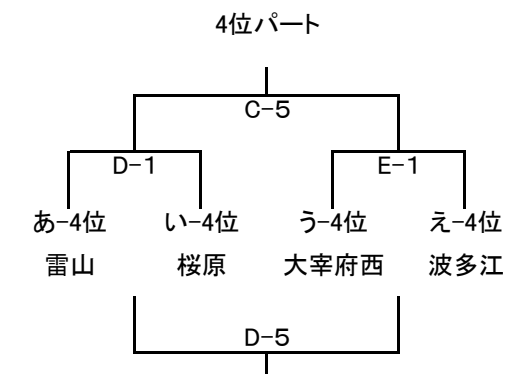 4位パート
C-5
D-1 E-1
あ-4位 い-4位 う-4位 え-4位
雷山 桜原 大宰府西 波多江
D-5